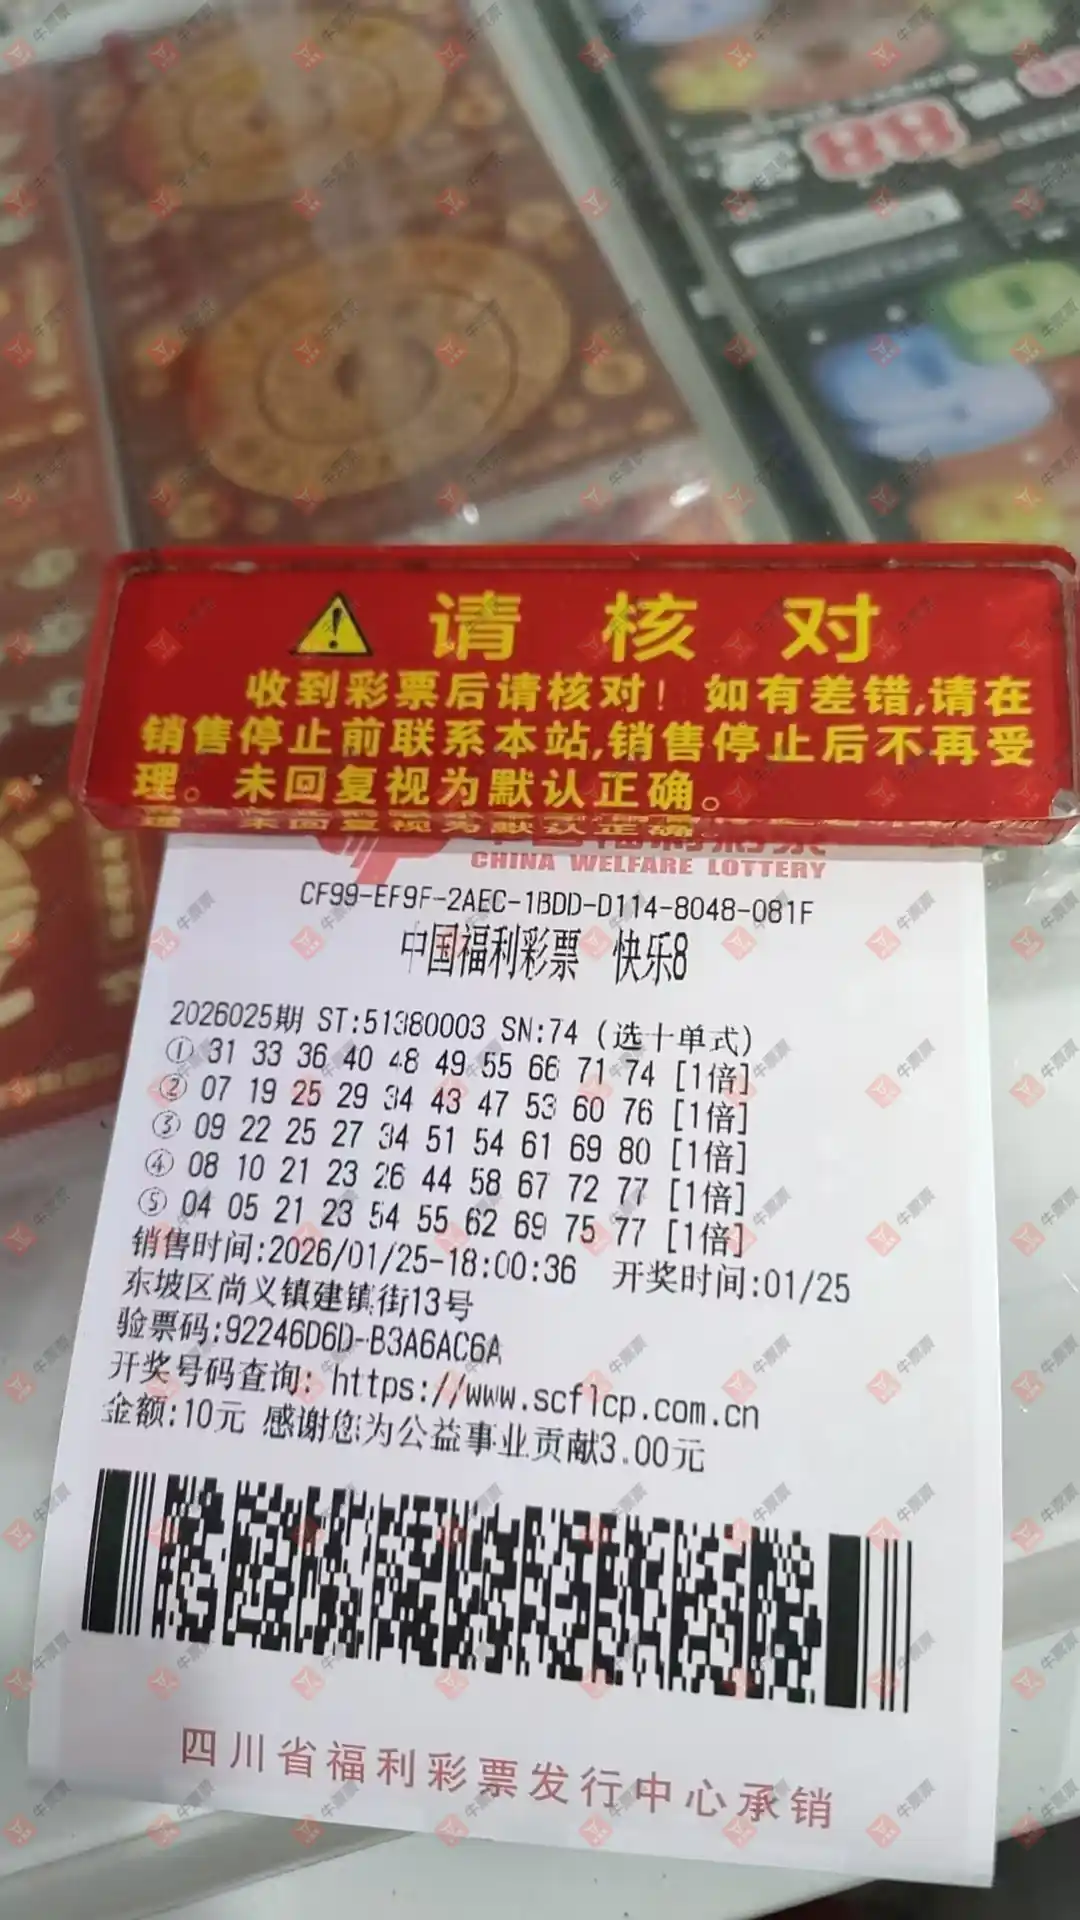 88
请核对
收到彩票后请核对！如有差错,请在
销售停止前联系本站,销售停止后不再受
理。未回复视为默认正确。
CHINA WELFARE LOTTERY
CF99-EF9F-2AEC-1BDD-D114-8048-081F
中国福利彩票 快乐8
2026025期 ST:51380003 SN:74 (选十单式)
① 31 33 36 40 48 49 55 66 71 74 [1倍]
② 07 19 25 29 34 43 47 53 60 76 [1倍]
③ 09 22 25 27 34 51 54 61 69 80 [1倍]
④ 08 10 21 23 26 44 58 67 72 77 [1倍]
⑤ 04 05 21 23 54 55 62 69 75 77 [1倍]
销售时间:2026/01/25-18:00:36 开奖时间:01/25
东坡区尚义镇建镇街13号
验票码:92246D6D-B3A6AC6A
开奖号码查询: https://www.scflcp.com.cn
金额:10元 感谢您为公益事业贡献3.00元
四川省福利彩票发行中心承销
牛票票